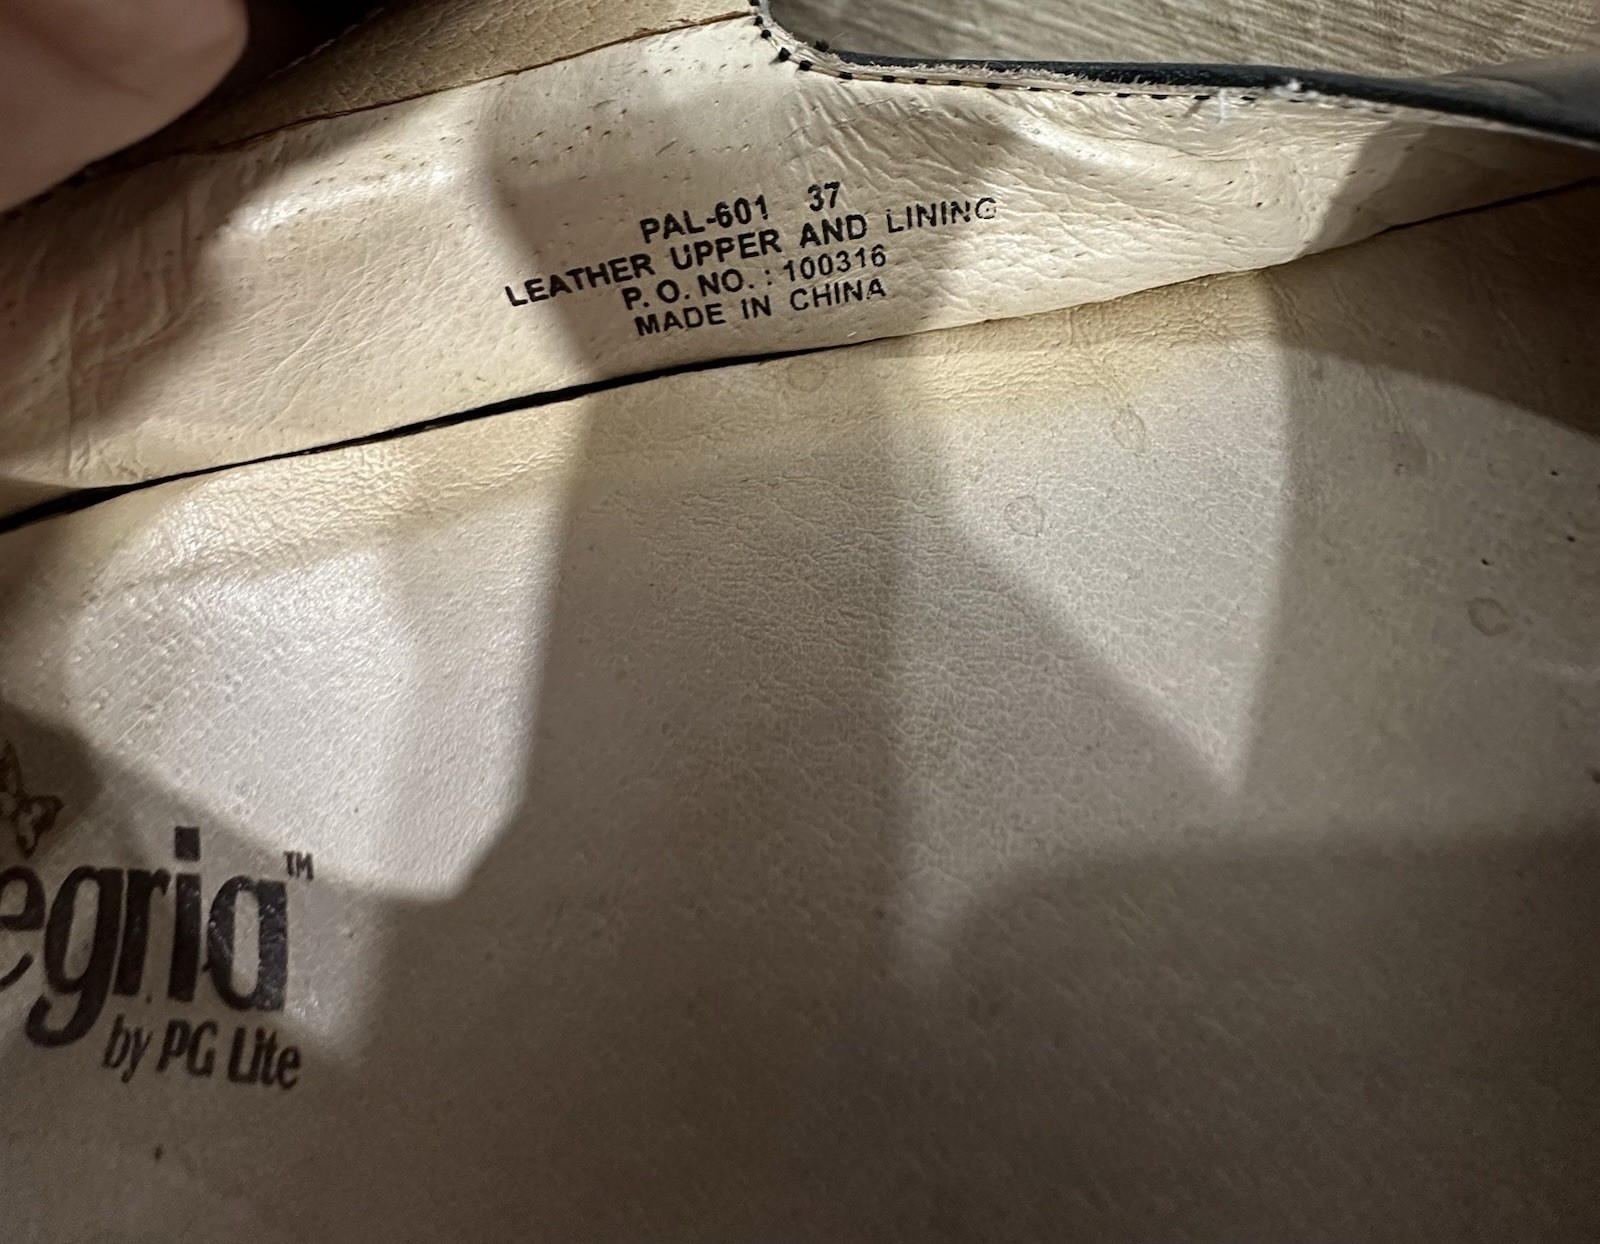 PAL-601 37
LEATHER UPPER AND LINING
P.O. NO. : 100316
MADE IN CHINA
egria™
by PG Lite